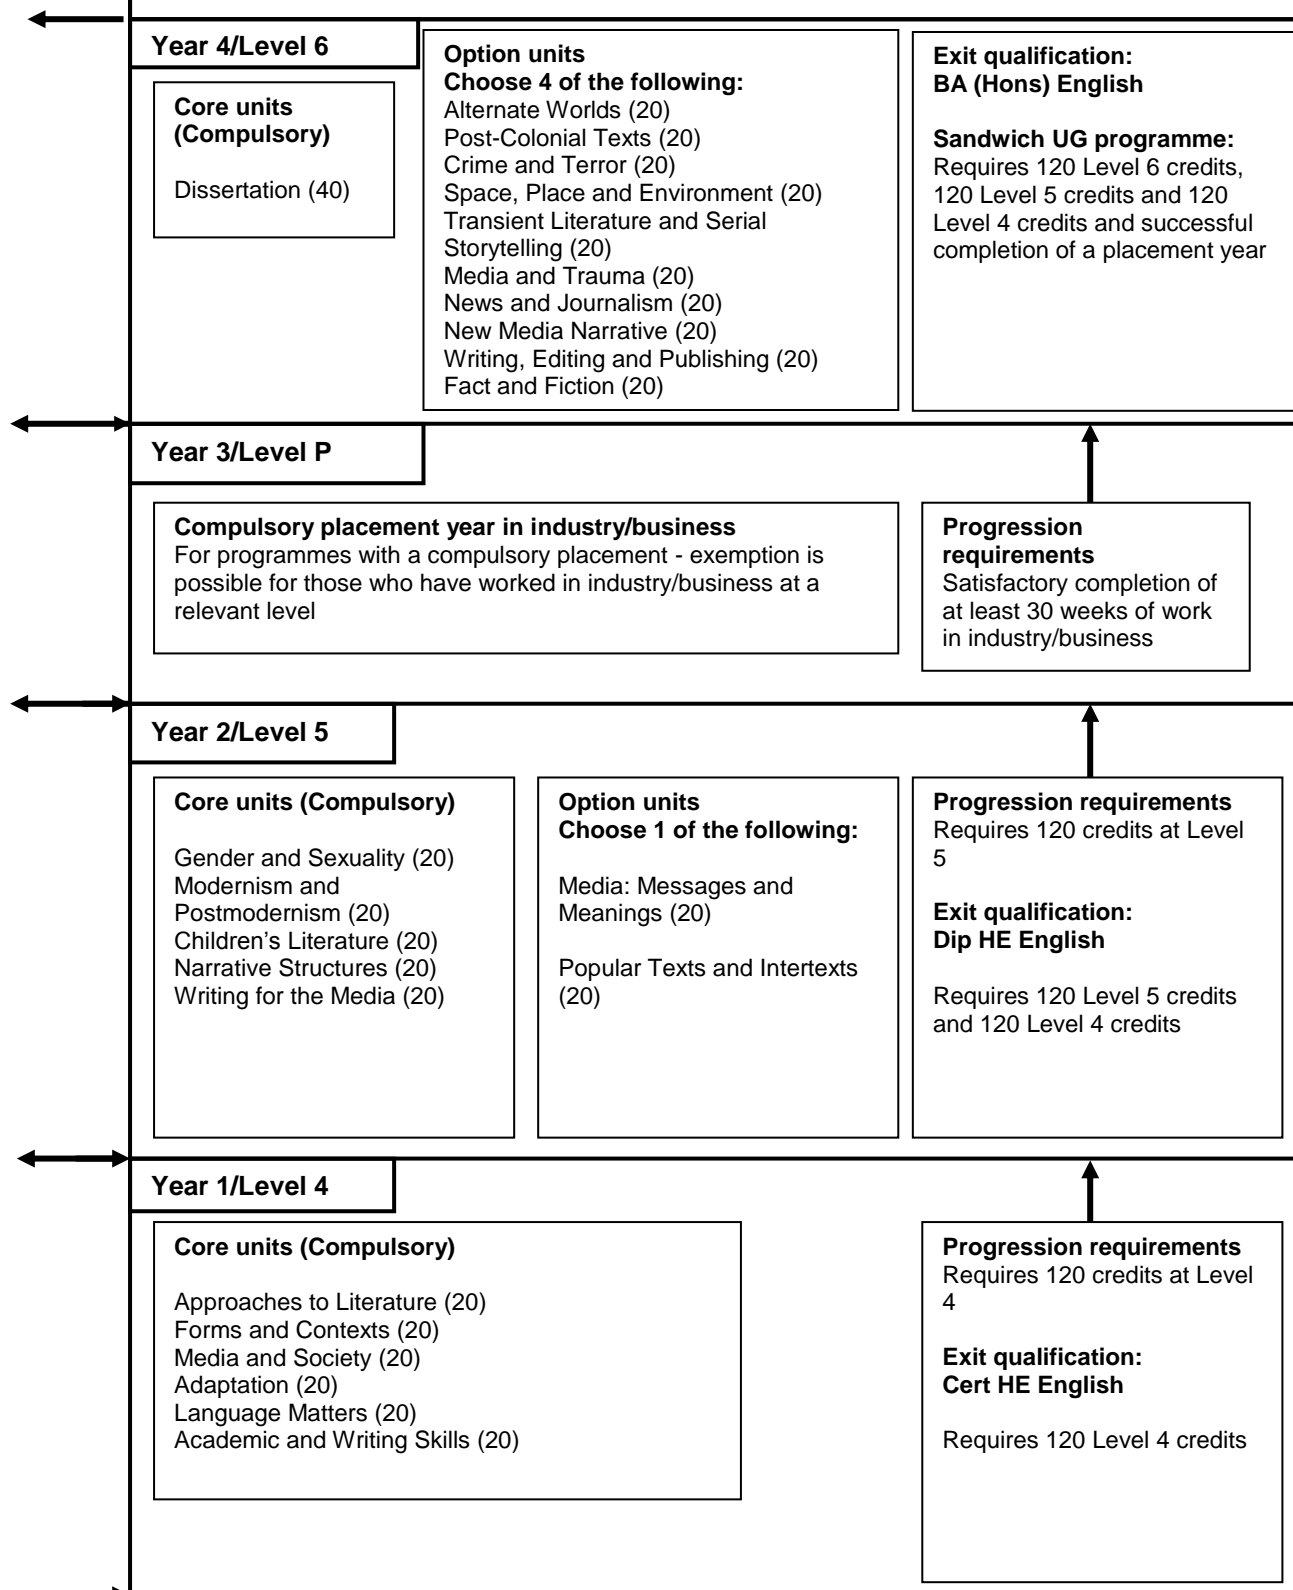 Year 4/Level 6
Core units
(Compulsory)
Dissertation (40)
Option units
Choose 4 of the following:
Alternate Worlds (20)
Post-Colonial Texts (20)
Crime and Terror (20)
Space, Place and Environment (20)
Transient Literature and Serial
Storytelling (20)
Media and Trauma (20)
News and Journalism (20)
New Media Narrative (20)
Writing, Editing and Publishing (20)
Fact and Fiction (20)
Exit qualification:
BA (Hons) English
Sandwich UG programme:
Requires 120 Level 6 credits,
120 Level 5 credits and 120
Level 4 credits and successful
completion of a placement year
Year 3/Level P
Compulsory placement year in industry/business
For programmes with a compulsory placement - exemption is
possible for those who have worked in industry/business at a
relevant level
Progression
requirements
Satisfactory completion of
at least 30 weeks of work
in industry/business
Year 2/Level 5
Core units (Compulsory)
Gender and Sexuality (20)
Modernism and
Postmodernism (20)
Children’s Literature (20)
Narrative Structures (20)
Writing for the Media (20)
Option units
Choose 1 of the following:
Media: Messages and
Meanings (20)
Popular Texts and Intertexts
(20)
Progression requirements
Requires 120 credits at Level
5
Exit qualification:
Dip HE English
Requires 120 Level 5 credits
and 120 Level 4 credits
Year 1/Level 4
Core units (Compulsory)
Approaches to Literature (20)
Forms and Contexts (20)
Media and Society (20)
Adaptation (20)
Language Matters (20)
Academic and Writing Skills (20)
Progression requirements
Requires 120 credits at Level
4
Exit qualification:
Cert HE English
Requires 120 Level 4 credits